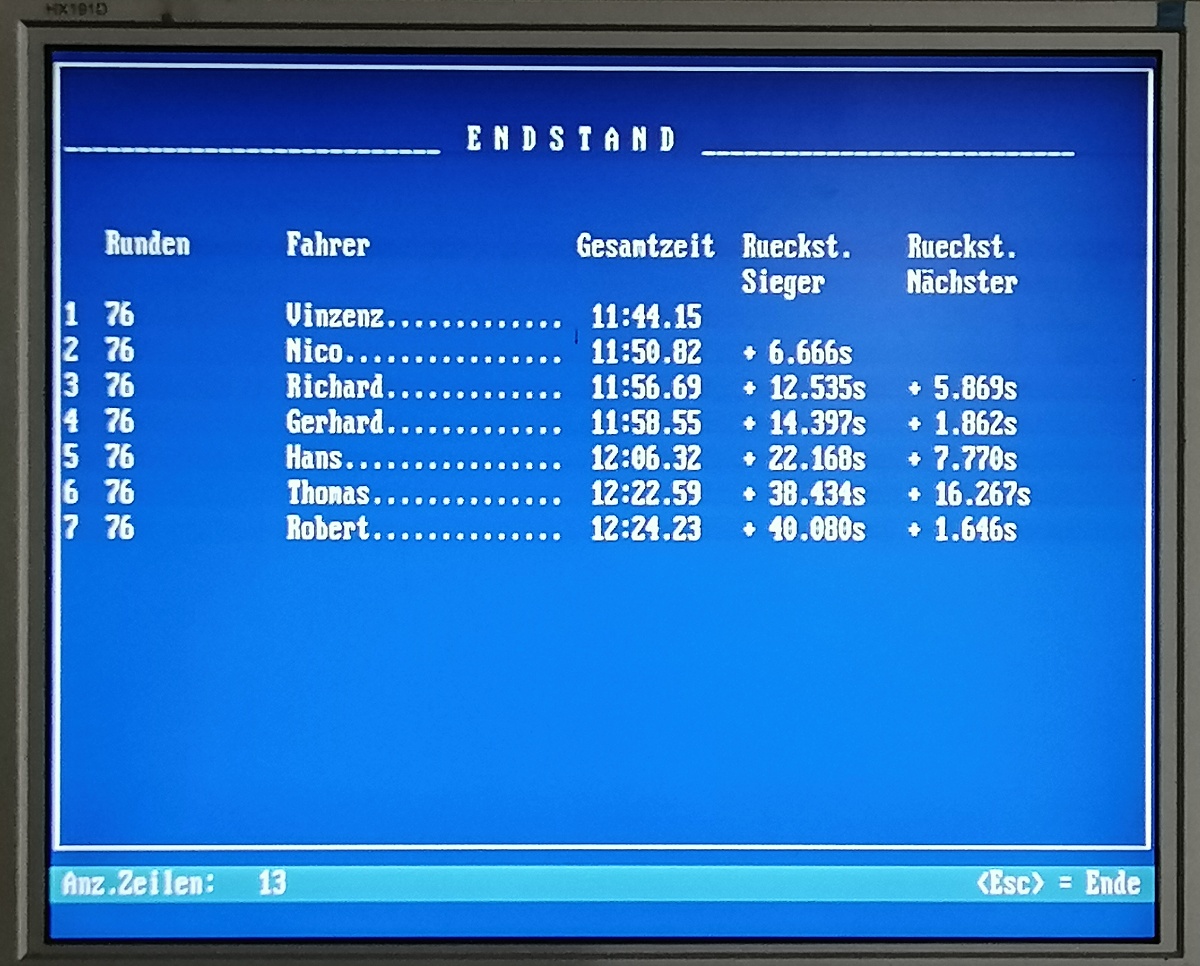 HX191D
E N D S T A N D
Runden Fahrer Gesamtzeit Rueckst. Rueckst.
Sieger Nächster
1 76 Vinzenz............. 11:44.15
2 76 Nico................ 11:50.82 + 6.666s
3 76 Richard............. 11:56.69 + 12.535s + 5.869s
4 76 Gerhard............. 11:58.55 + 14.397s + 1.862s
5 76 Hans................ 12:06.32 + 22.168s + 7.770s
6 76 Thomas.............. 12:22.59 + 38.434s + 16.267s
7 76 Robert.............. 12:24.23 + 40.080s + 1.646s
Anz.Zeilen: 13 <Esc> = Ende